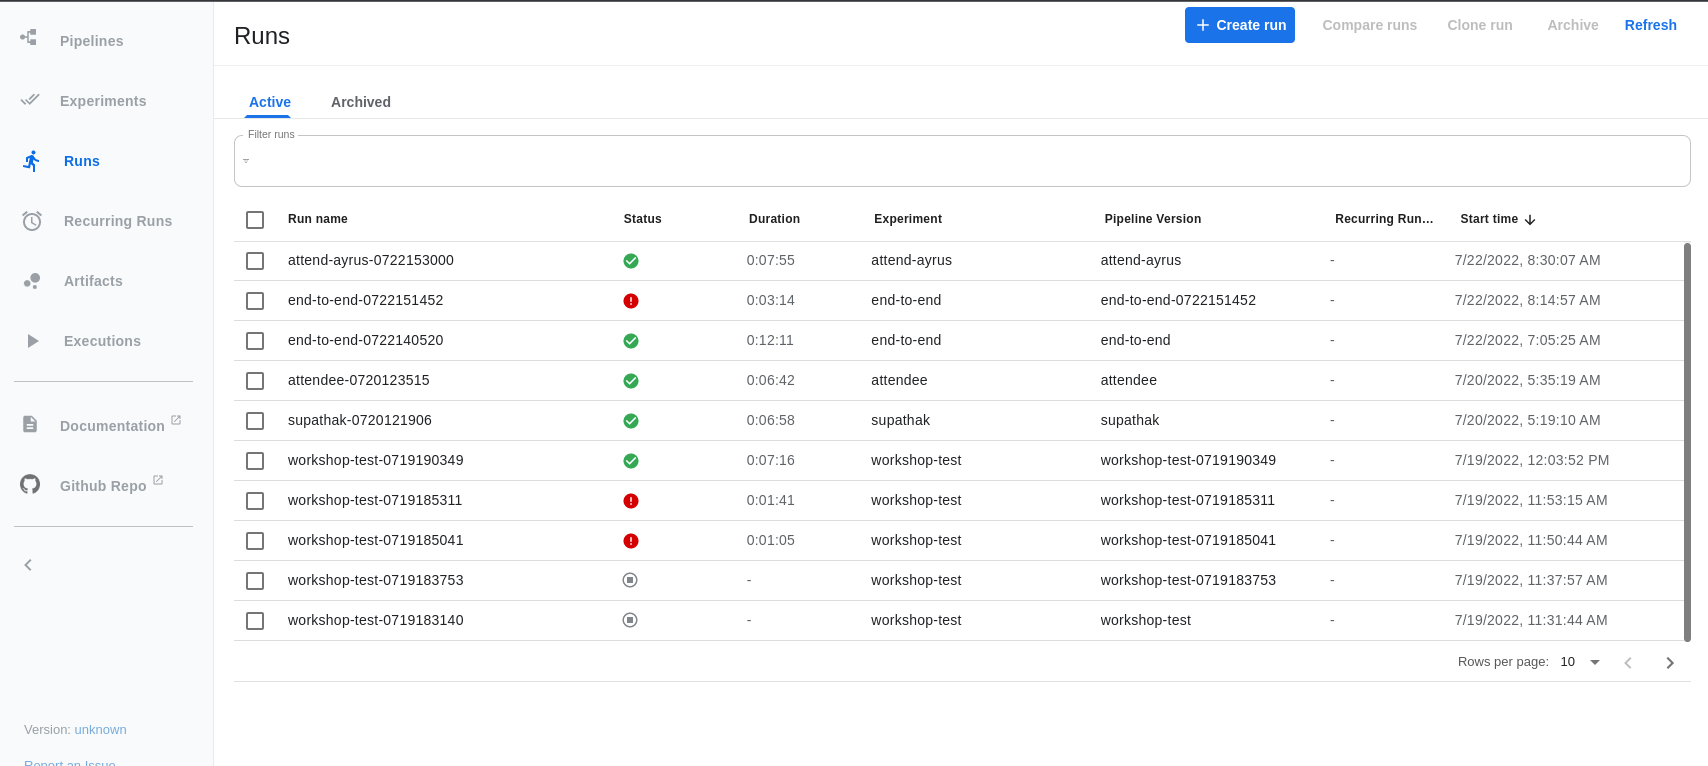 Pipelines
Experiments
Runs
Recurring Runs
Artifacts
Executions
Documentation
Github Repo
Version: unknown
Report an Issue
Runs
Create run Compare runs Clone run Archive Refresh
Active Archived
Filter runs
Run name Status Duration Experiment Pipeline Version Recurring Run... Start time
attend-ayrus-0722153000 0:07:55 attend-ayrus attend-ayrus - 7/22/2022, 8:30:07 AM
end-to-end-0722151452 0:03:14 end-to-end end-to-end-0722151452 - 7/22/2022, 8:14:57 AM
end-to-end-0722140520 0:12:11 end-to-end end-to-end - 7/22/2022, 7:05:25 AM
attendee-0720123515 0:06:42 attendee attendee - 7/20/2022, 5:35:19 AM
supathak-0720121906 0:06:58 supathak supathak - 7/20/2022, 5:19:10 AM
workshop-test-0719190349 0:07:16 workshop-test workshop-test-0719190349 - 7/19/2022, 12:03:52 PM
workshop-test-0719185311 0:01:41 workshop-test workshop-test-0719185311 - 7/19/2022, 11:53:15 AM
workshop-test-0719185041 0:01:05 workshop-test workshop-test-0719185041 - 7/19/2022, 11:50:44 AM
workshop-test-0719183753 - workshop-test workshop-test-0719183753 - 7/19/2022, 11:37:57 AM
workshop-test-0719183140 - workshop-test workshop-test - 7/19/2022, 11:31:44 AM
Rows per page: 10